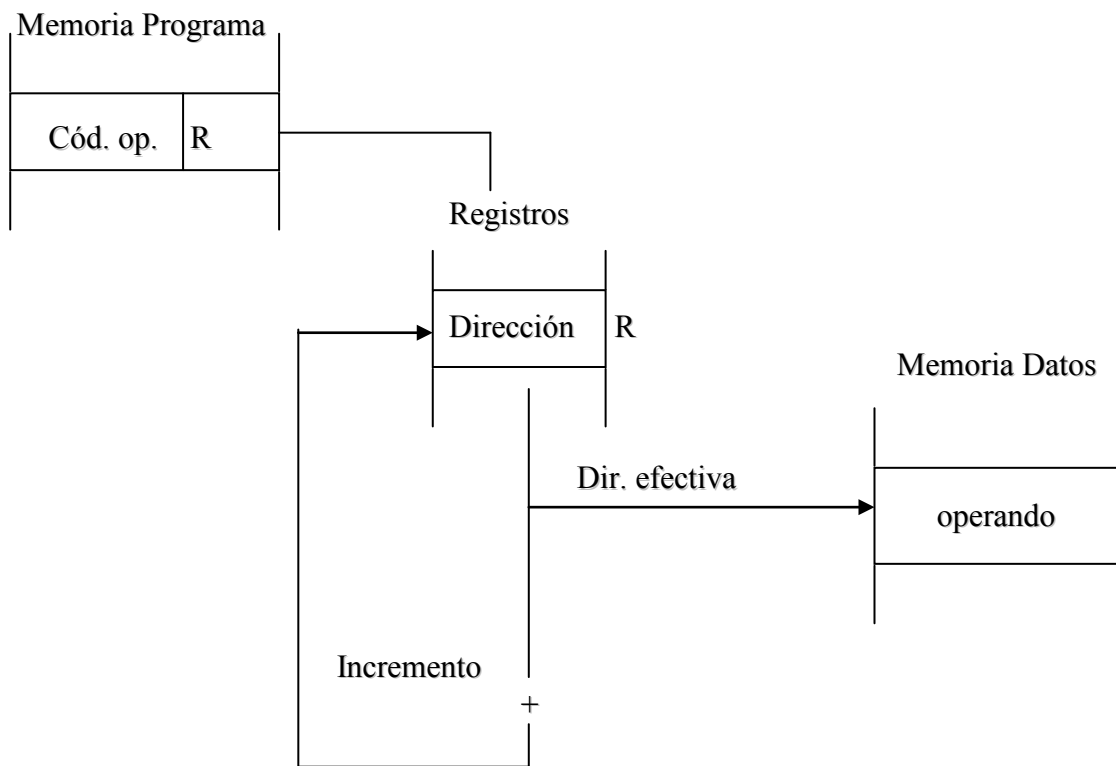 Memoria Programa
Cód. op.
R
Registros
Dirección
R
Memoria Datos
Dir. efectiva
operando
Incremento
+